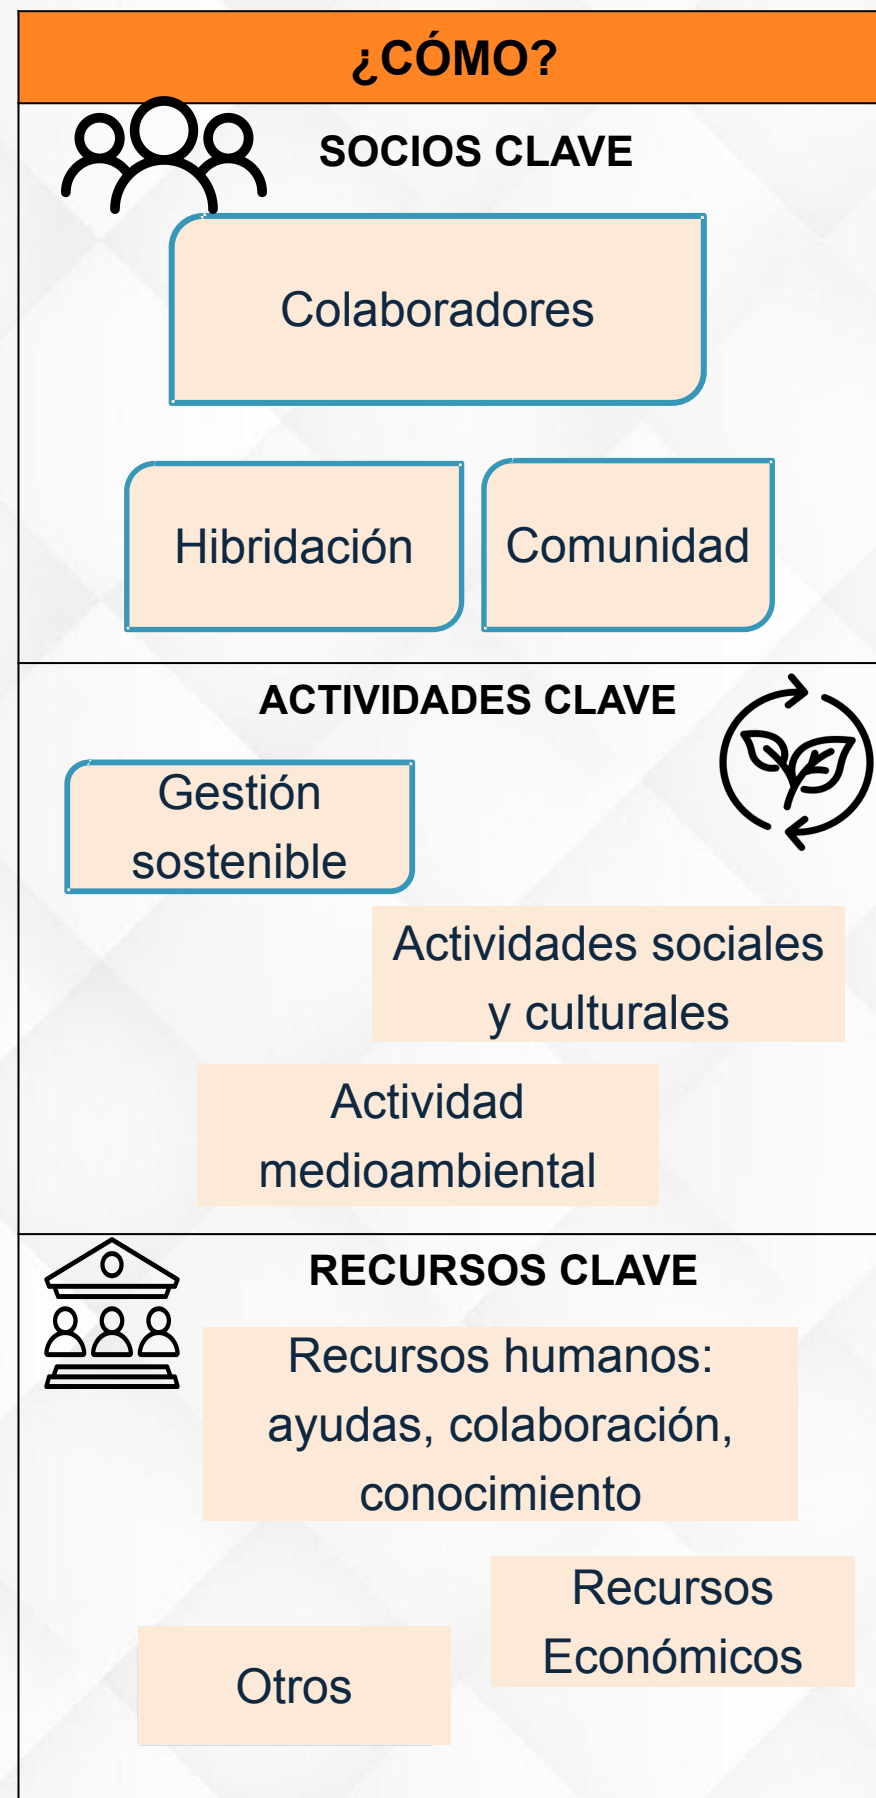 ¿CÓMO?
SOCIOS CLAVE
Colaboradores
Hibridación
Comunidad
ACTIVIDADES CLAVE
Gestión
sostenible
Actividades sociales
y culturales
Actividad
medioambiental
RECURSOS CLAVE
Recursos humanos:
ayudas, colaboración,
conocimiento
Recursos
Económicos
Otros